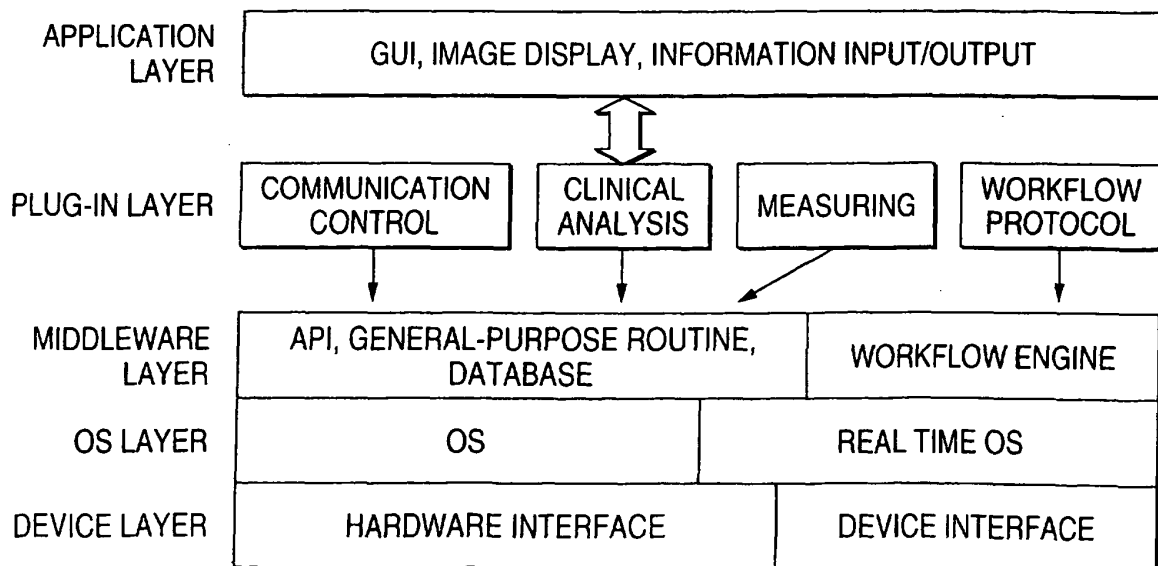 APPLICATION
LAYER
GUI, IMAGE DISPLAY, INFORMATION INPUT/OUTPUT
PLUG-IN LAYER
COMMUNICATION
CONTROL
CLINICAL
ANALYSIS
MEASURING
WORKFLOW
PROTOCOL
MIDDLEWARE
LAYER
API, GENERAL-PURPOSE ROUTINE,
DATABASE
WORKFLOW ENGINE
OS LAYER
OS
REAL TIME OS
DEVICE LAYER
HARDWARE INTERFACE
DEVICE INTERFACE